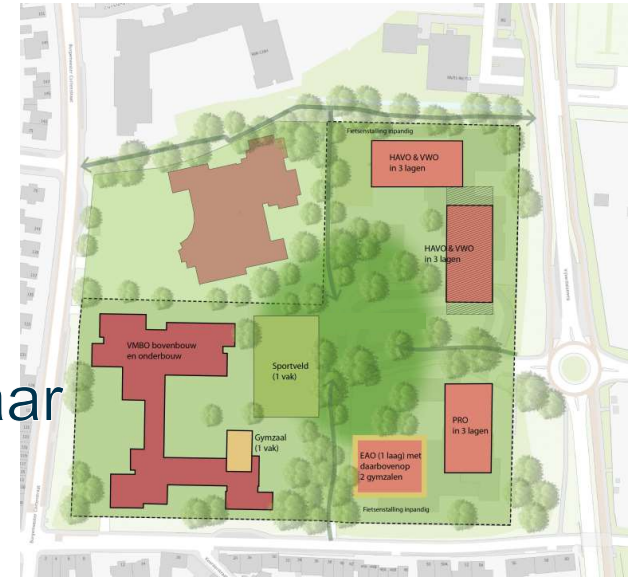 Fietsenstalling inpandig
HAVO & VWO
in 3 lagen
HAVO & VWO
in 3 lagen
VMBO bovenbouw
en onderbouw
Sportveld
(1 vak)
aar
Gymzaal
(1 vak)
PRO
in 3 lagen
EAO (1 laag) met
daarbovenop
2 gymzalen
Fietsenstalling inpandig